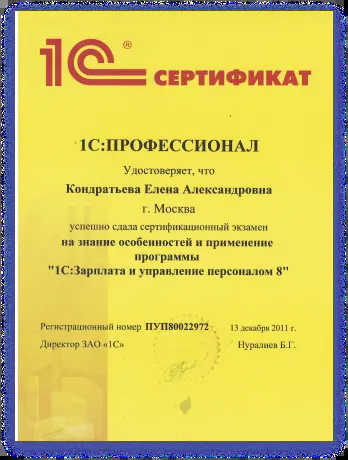 1С® СЕРТИФИКАТ
1С:ПРОФЕССИОНАЛ
Удостоверяет, что
Кондратьева Елена Александровна
г. Москва
успешно сдала сертификационный экзамен
на знание особенностей и применение
программы
"1С:Зарплата и управление персоналом 8"
Регистрационный номер ПУП80022972 13 декабря 2011 г.
Директор ЗАО «1С» Нуралиев Б.Г.